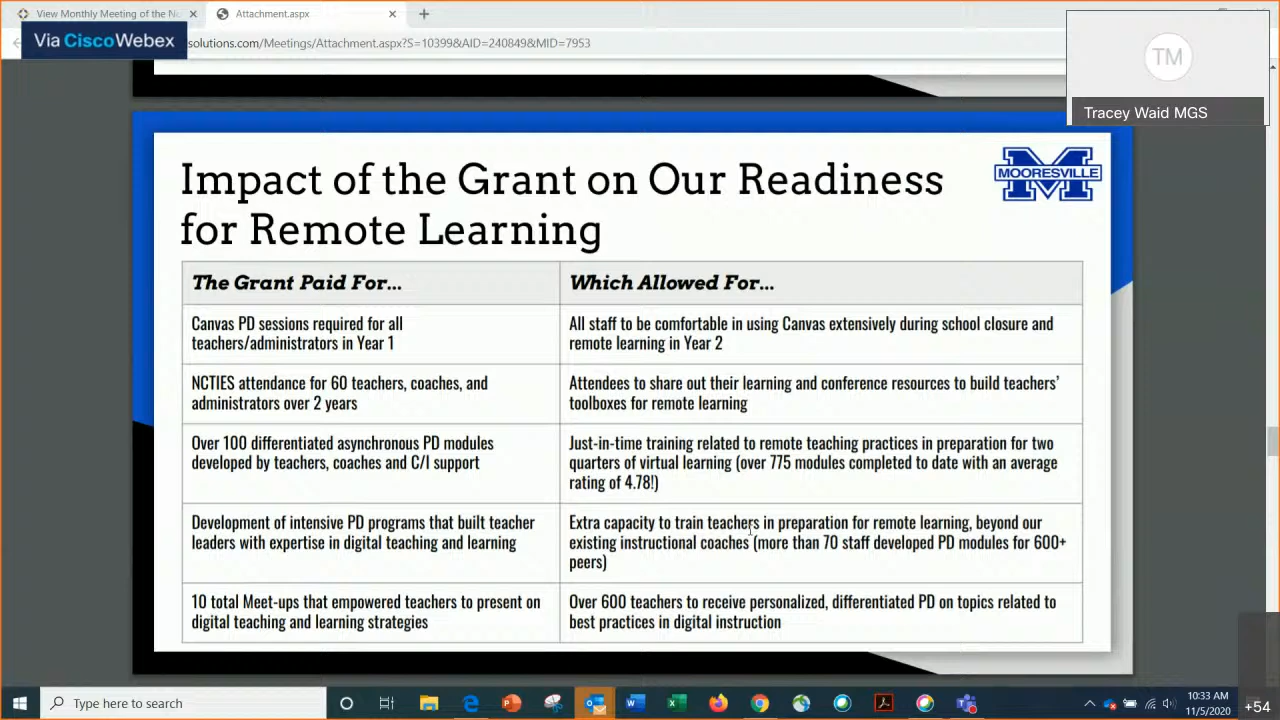 View Monthly Meeting of the No
Attachment.aspx
Via CiscoWebex
solutions.com/Meetings/Attachment.aspx?S=10399&AID=240849&MID=7953
TM
Tracey Waid MGS
MOORESVILLE
Impact of the Grant on Our Readiness
for Remote Learning
The Grant Paid For...
Which Allowed For...
Canvas PD sessions required for all
teachers/administrators in Year 1
All staff to be comfortable in using Canvas extensively during school closure and
remote learning in Year 2
NCTIES attendance for 60 teachers, coaches, and
administrators over 2 years
Attendees to share out their learning and conference resources to build teachers'
toolboxes for remote learning
Over 100 differentiated asynchronous PD modules
developed by teachers, coaches and C/I support
Just-in-time training related to remote teaching practices in preparation for two
quarters of virtual learning (over 775 modules completed to date with an average
rating of 4.78!)
Development of intensive PD programs that built teacher
leaders with expertise in digital teaching and learning
Extra capacity to train teachers in preparation for remote learning, beyond our
existing instructional coaches (more than 70 staff developed PD modules for 600+
peers)
10 total Meet-ups that empowered teachers to present on
digital teaching and learning strategies
Over 600 teachers to receive personalized, differentiated PD on topics related to
best practices in digital instruction
Type here to search
10:33 AM
11/5/2020
+54